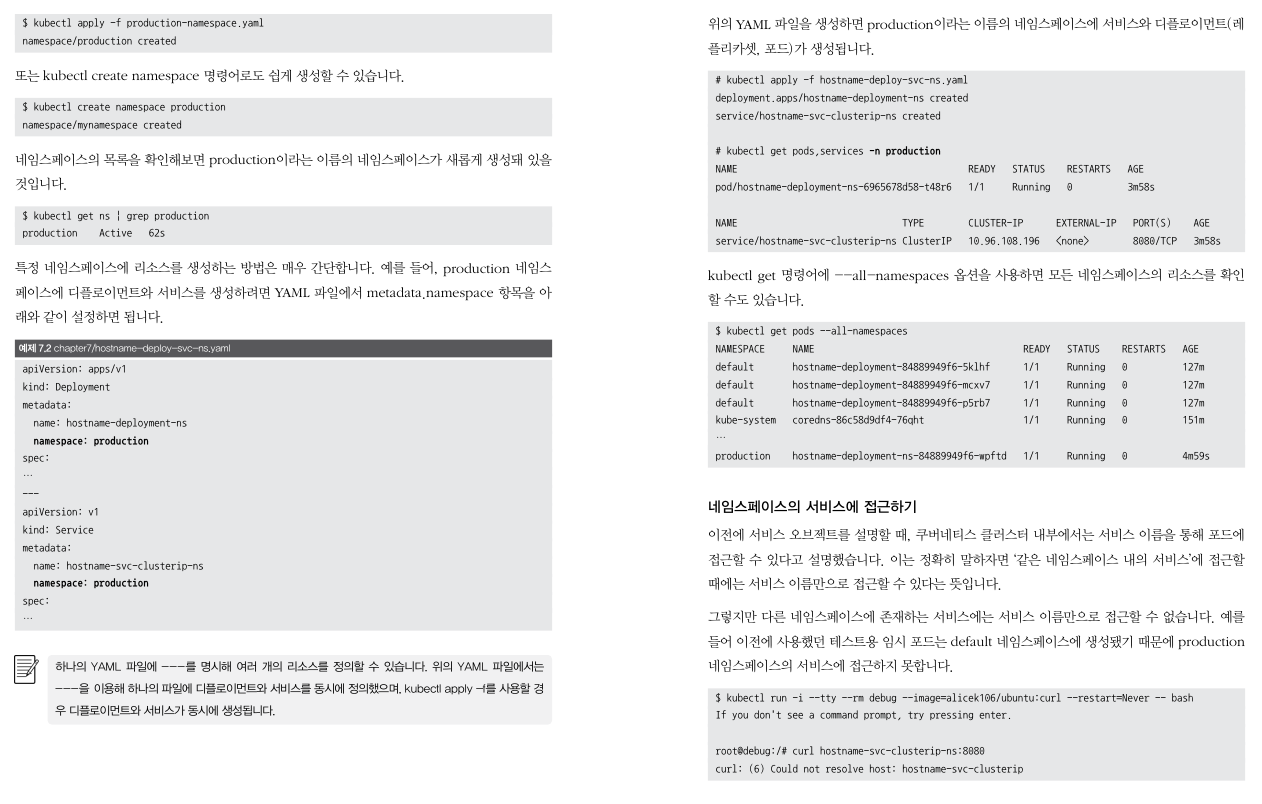 $ kubectl apply -f production-namespace.yaml
namespace/production created
또는 kubectl create namespace 명령어로도 쉽게 생성할 수 있습니다.
$ kubectl create namespace production
namespace/mynamespace created
네임스페이스의 목록을 확인해보면 production이라는 이름의 네임스페이스가 새롭게 생성돼 있을
것입니다.
$ kubectl get ns | grep production
production    Active   62s
특정 네임스페이스에 리소스를 생성하는 방법은 매우 간단합니다. 예를 들어, production 네임스
페이스에 디플로이먼트와 서비스를 생성하려면 YAML 파일에서 metadata.namespace 항목을 아
래와 같이 설정하면 됩니다.
예제 7.2 chapter7/hostname-deploy-svc-ns.yaml
apiVersion: apps/v1
kind: Deployment
metadata:
  name: hostname-deployment-ns
  namespace: production
spec:
...
---
apiVersion: v1
kind: Service
metadata:
  name: hostname-svc-clusterip-ns
  namespace: production
spec:
...
하나의 YAML 파일에 ---를 명시해 여러 개의 리소스를 정의할 수 있습니다. 위의 YAML 파일에서는
---을 이용해 하나의 파일에 디플로이먼트와 서비스를 동시에 정의했으며, kubectl apply -f를 사용할 경
우 디플로이먼트와 서비스가 동시에 생성됩니다.
위의 YAML 파일을 생성하면 production이라는 이름의 네임스페이스에 서비스와 디플로이먼트(레
플리카셋, 포드)가 생성됩니다.
# kubectl apply -f hostname-deploy-svc-ns.yaml
deployment.apps/hostname-deployment-ns created
service/hostname-svc-clusterip-ns created
# kubectl get pods,services -n production
NAME                                          READY   STATUS    RESTARTS   AGE
pod/hostname-deployment-ns-6965678d58-t48r6   1/1     Running   0          3m58s
NAME                              TYPE        CLUSTER-IP      EXTERNAL-IP   PORT(S)    AGE
service/hostname-svc-clusterip-ns ClusterIP   10.96.108.196   <none>        8080/TCP   3m58s
kubectl get 명령어에 --all-namespaces 옵션을 사용하면 모든 네임스페이스의 리소스를 확인
할 수도 있습니다.
$ kubectl get pods --all-namespaces
NAMESPACE     NAME                                      READY   STATUS    RESTARTS   AGE
default       hostname-deployment-84889949f6-5klhf      1/1     Running   0          127m
default       hostname-deployment-84889949f6-mcxv7      1/1     Running   0          127m
default       hostname-deployment-84889949f6-p5rb7      1/1     Running   0          127m
kube-system   coredns-86c58d9df4-76qht                  1/1     Running   0          151m
...
production    hostname-deployment-ns-84889949f6-wpftd   1/1     Running   0          4m59s
네임스페이스의 서비스에 접근하기
이전에 서비스 오브젝트를 설명할 때, 쿠버네티스 클러스터 내부에서는 서비스 이름을 통해 포드에
접근할 수 있다고 설명했습니다. 이는 정확히 말하자면 '같은 네임스페이스 내의 서비스'에 접근할
때에는 서비스 이름만으로 접근할 수 있다는 뜻입니다.
그렇지만 다른 네임스페이스에 존재하는 서비스에는 서비스 이름만으로 접근할 수 없습니다. 예를
들어 이전에 사용했던 테스트용 임시 포드는 default 네임스페이스에 생성됐기 때문에 production
네임스페이스의 서비스에 접근하지 못합니다.
$ kubectl run -i --tty --rm debug --image=alicek106/ubuntu:curl --restart=Never -- bash
If you don't see a command prompt, try pressing enter.
root@debug:/# curl hostname-svc-clusterip-ns:8080
curl: (6) Could not resolve host: hostname-svc-clusterip